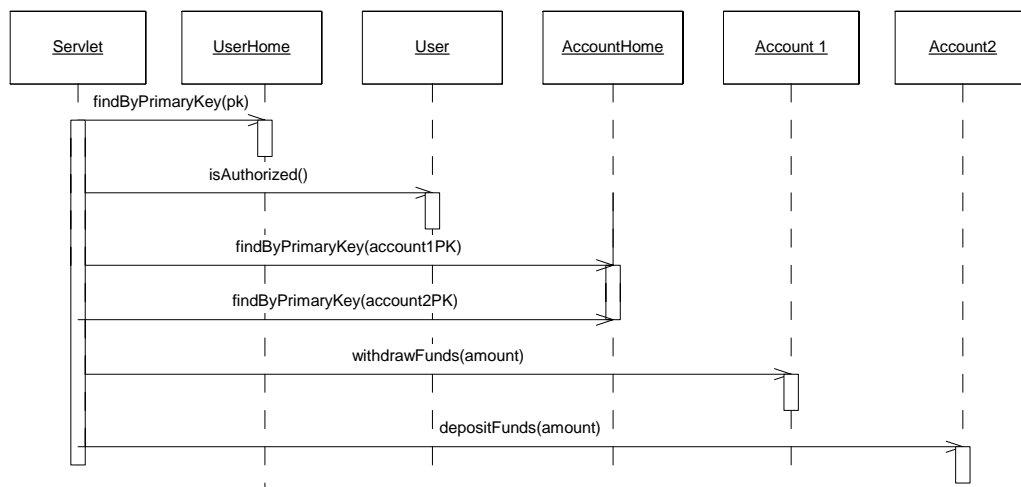 Servlet
UserHome
User
AccountHome
Account 1
Account2
findByPrimaryKey(pk)
isAuthorized()
findByPrimaryKey(account1PK)
findByPrimaryKey(account2PK)
withdrawFunds(amount)
depositFunds(amount)